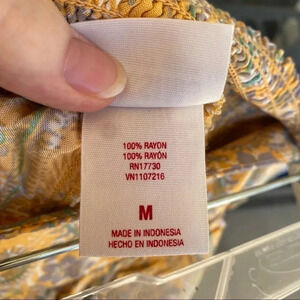 100% RAYON
100% RAYÓN
RN17730
VN1107216
M
MADE IN INDONESIA
HECHO EN INDONESIA